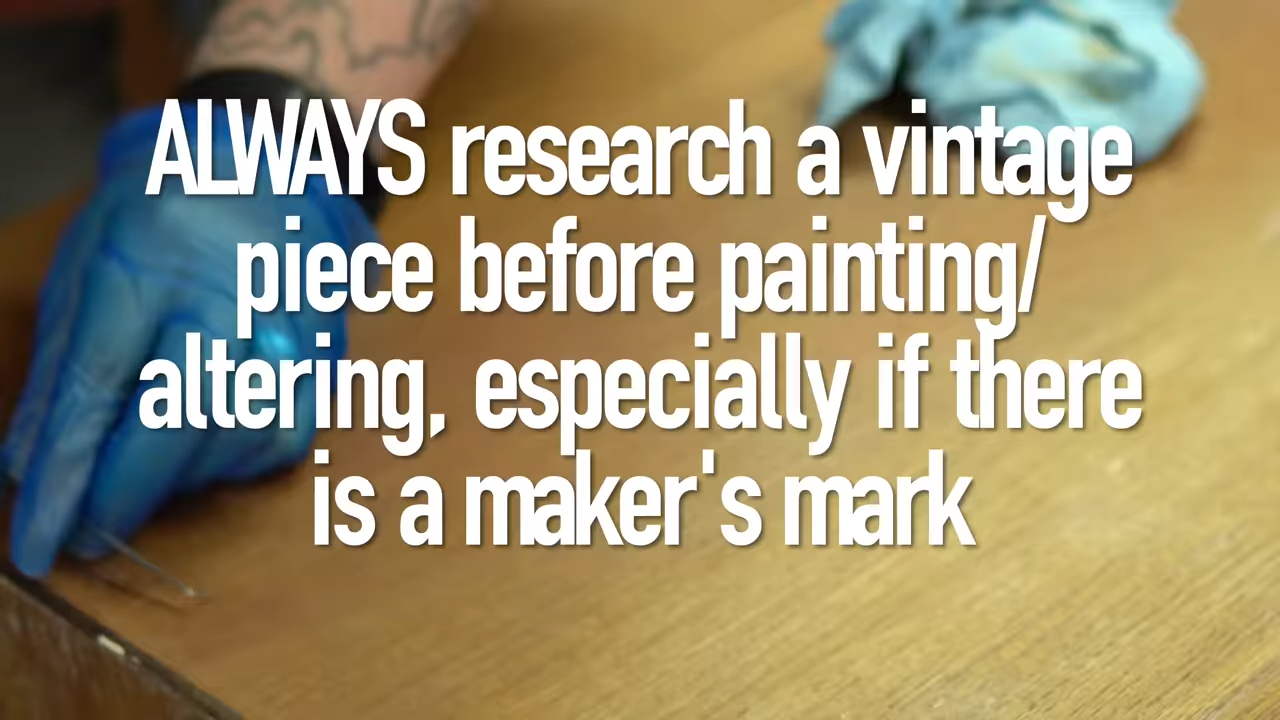 ALWAYS research a vintage
piece before painting/
altering, especially if there
is a maker's mark